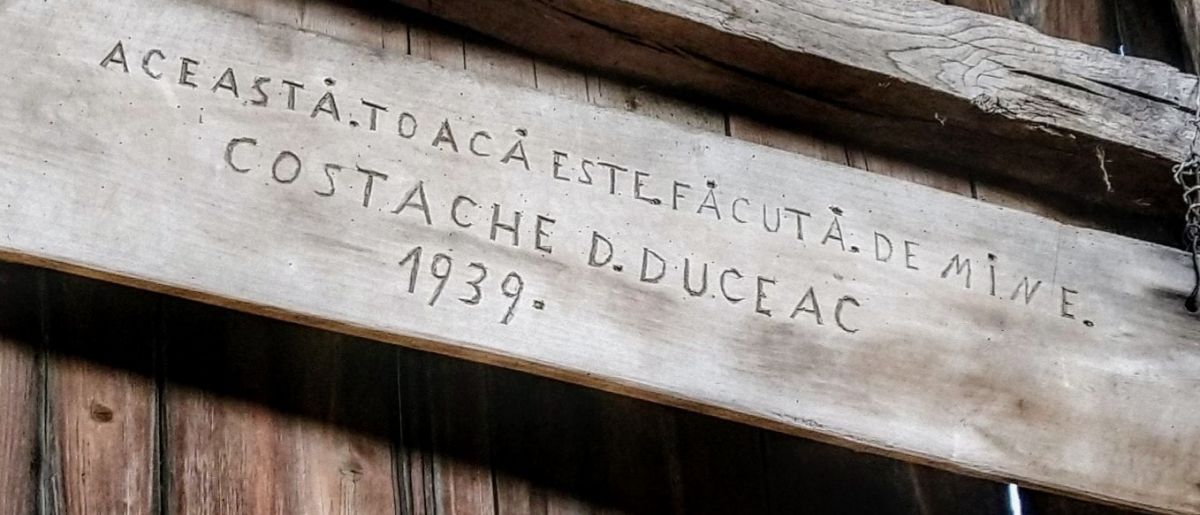 ACEASTĂ.TOACĂ ESTE.FĂCUTĂ.DE MINE.
COSTACHE D.DUCEAC
1939.